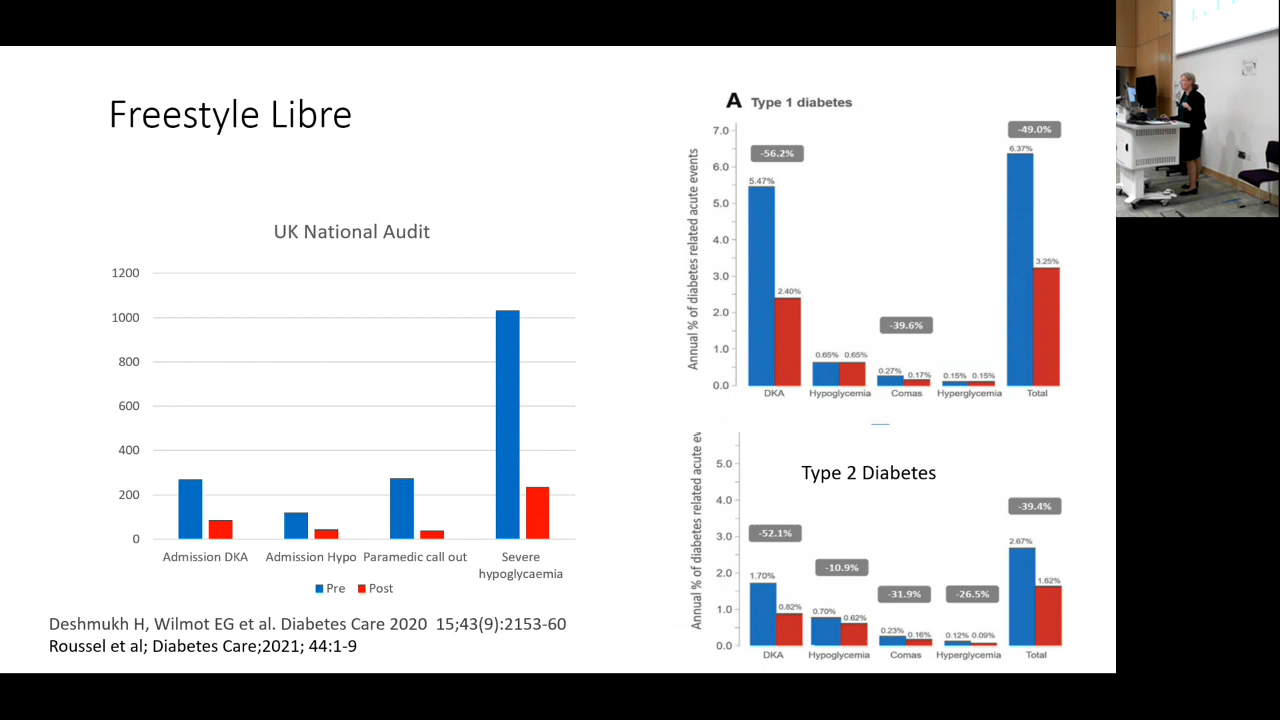 Freestyle Libre
UK National Audit
1200
1000
800
600
400
200
0
Admission DKA
Admission Hypo
Paramedic call out
Severe
hypoglycaemia
Pre
Post
Deshmukh H, Wilmot EG et al. Diabetes Care 2020 15;43(9):2153-60
Roussel et al; Diabetes Care;2021; 44:1-9
A Type 1 diabetes
Annual % of diabetes related acute events
7.0
6.0
5.0
4.0
3.0
2.0
1.0
0.0
-56.2%
5.47%
2.40%
0.65% 0.65%
-39.6%
0.27% 0.17%
0.15% 0.15%
-49.0%
6.37%
3.25%
DKA
Hypoglycemia
Comas
Hyperglycemia
Total
Type 2 Diabetes
Annual % of diabetes related acute ev
5.0
4.0
3.0
2.0
1.0
0.0
-52.1%
1.70%
0.82%
-10.9%
0.70%
0.62%
-31.9%
0.23%
0.16%
-26.5%
0.12% 0.09%
-39.4%
2.67%
1.62%
DKA
Hypoglycemia
Comas
Hyperglycemia
Total